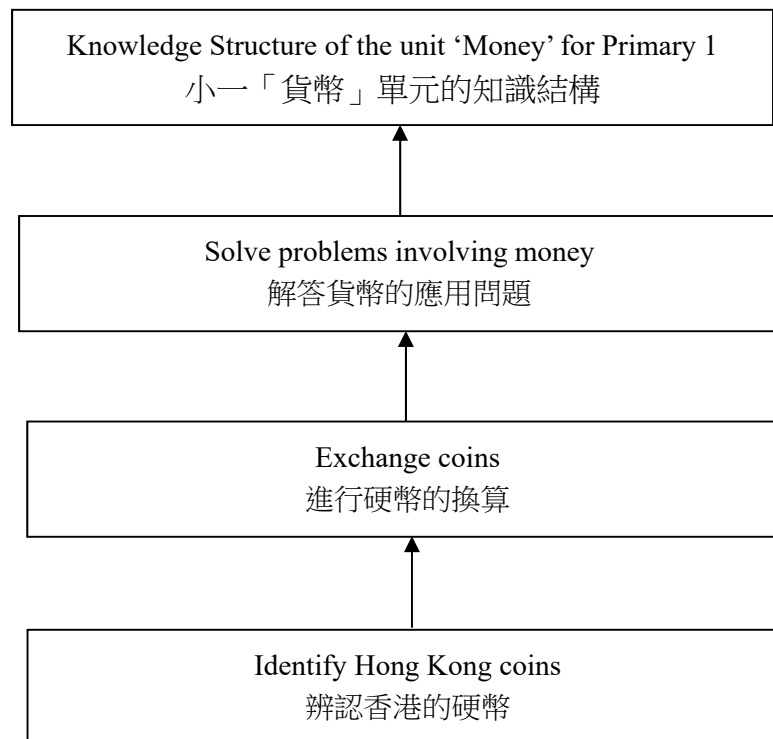 Knowledge Structure of the unit ‘Money’ for Primary 1
小一「貨幣」單元的知識結構
Solve problems involving money
解答貨幣的應用問題
Exchange coins
進行硬幣的換算
Identify Hong Kong coins
辨認香港的硬幣